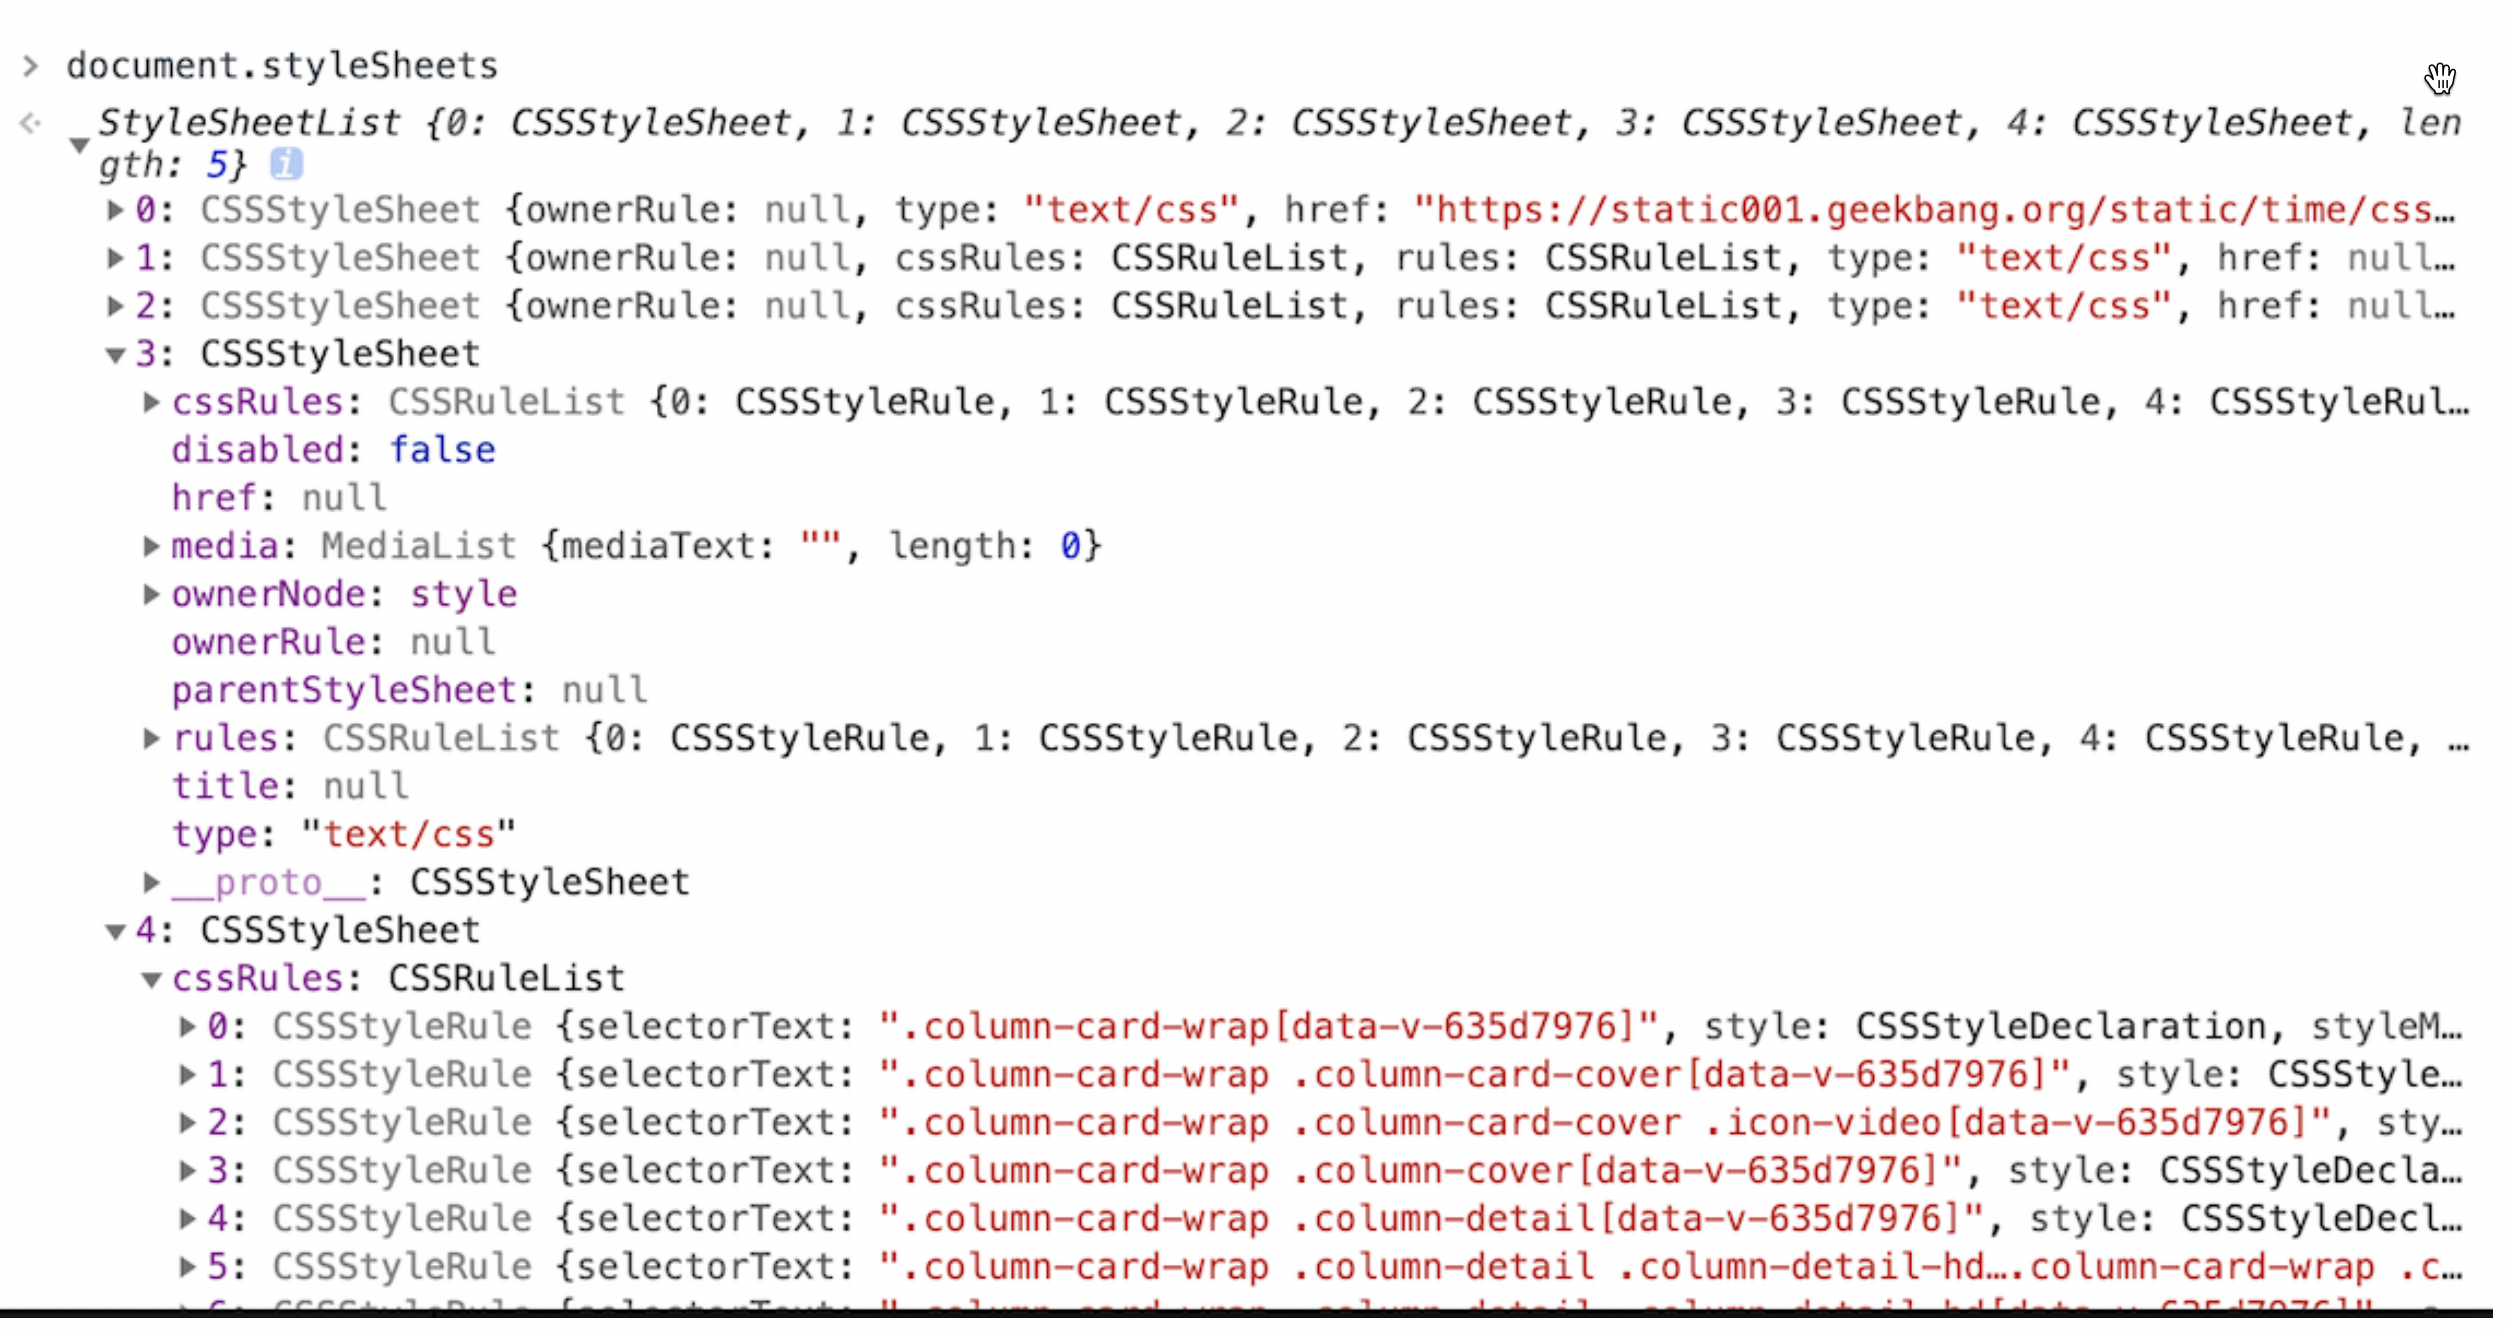 > document.styleSheets
StyleSheetList {0: CSSStyleSheet, 1: CSSStyleSheet, 2: CSSStyleSheet, 3: CSSStyleSheet, 4: CSSStyleSheet, len
gth: 5} i
0: CSSStyleSheet {ownerRule: null, type: "text/css", href: "https://static001.geekbang.org/static/time/css…
1: CSSStyleSheet {ownerRule: null, cssRules: CSSRuleList, rules: CSSRuleList, type: "text/css", href: null…
2: CSSStyleSheet {ownerRule: null, cssRules: CSSRuleList, rules: CSSRuleList, type: "text/css", href: null…
3: CSSStyleSheet
cssRules: CSSRuleList {0: CSSStyleRule, 1: CSSStyleRule, 2: CSSStyleRule, 3: CSSStyleRule, 4: CSSStyleRul…
disabled: false
href: null
media: MediaList {mediaText: "", length: 0}
ownerNode: style
ownerRule: null
parentStyleSheet: null
rules: CSSRuleList {0: CSSStyleRule, 1: CSSStyleRule, 2: CSSStyleRule, 3: CSSStyleRule, 4: CSSStyleRule, …
title: null
type: "text/css"
__proto__: CSSStyleSheet
4: CSSStyleSheet
cssRules: CSSRuleList
0: CSSStyleRule {selectorText: ".column-card-wrap[data-v-635d7976]", style: CSSStyleDeclaration, styleM…
1: CSSStyleRule {selectorText: ".column-card-wrap .column-card-cover[data-v-635d7976]", style: CSSStyle…
2: CSSStyleRule {selectorText: ".column-card-wrap .column-card-cover .icon-video[data-v-635d7976]", sty…
3: CSSStyleRule {selectorText: ".column-card-wrap .column-cover[data-v-635d7976]", style: CSSStyleDecla…
4: CSSStyleRule {selectorText: ".column-card-wrap .column-detail[data-v-635d7976]", style: CSSStyleDecl…
5: CSSStyleRule {selectorText: ".column-card-wrap .column-detail .column-detail-hd….column-card-wrap .c…